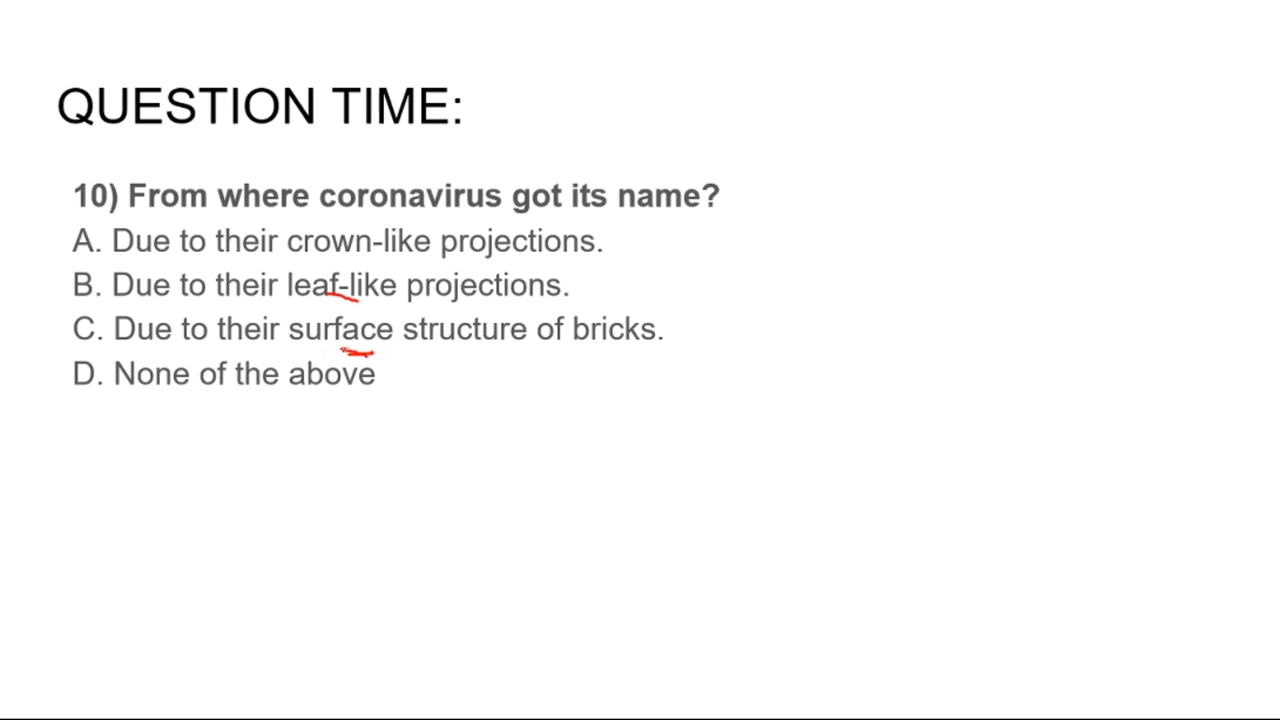 QUESTION TIME:
10) From where coronavirus got its name?
A. Due to their crown-like projections.
B. Due to their leaf-like projections.
C. Due to their surface structure of bricks.
D. None of the above